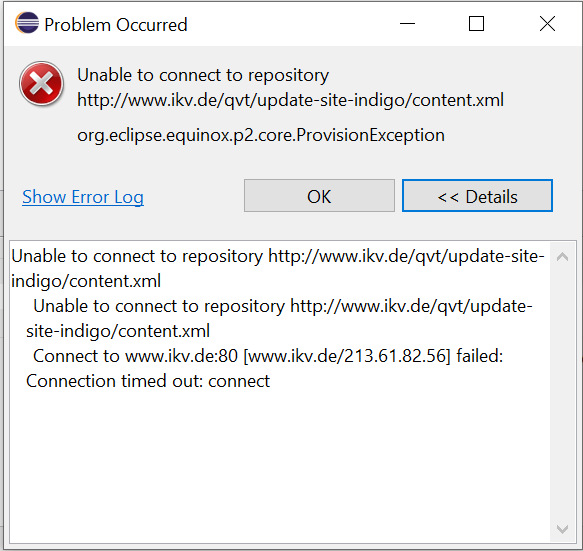 Problem Occurred
Unable to connect to repository
http://www.ikv.de/qvt/update-site-indigo/content.xml
org.eclipse.equinox.p2.core.ProvisionException
Show Error Log
OK
<< Details
Unable to connect to repository http://www.ikv.de/qvt/update-site-
indigo/content.xml
Unable to connect to repository http://www.ikv.de/qvt/update-
site-indigo/content.xml
Connect to www.ikv.de:80 [www.ikv.de/213.61.82.56] failed:
Connection timed out: connect